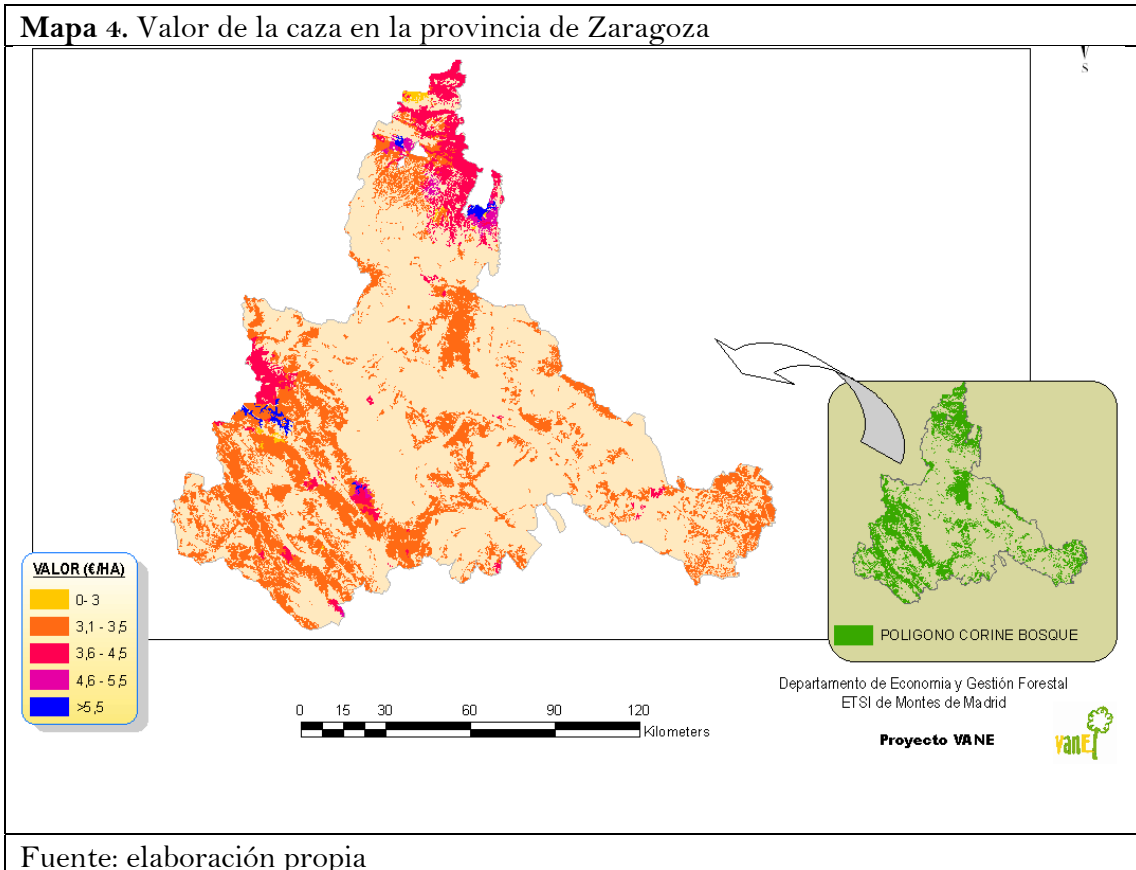 Mapa 4. Valor de la caza en la provincia de Zaragoza
S
VALOR (€/HA)
0- 3
3,1 - 3,5
3,6 - 4,5
4,6 - 5,5
>5,5
0 15 30 60 90 120
Kilometers
POLIGONO CORINE BOSQUE
Departamento de Economia y Gestión Forestal
ETSI de Montes de Madrid
Proyecto VANE
vanE
Fuente: elaboración propia